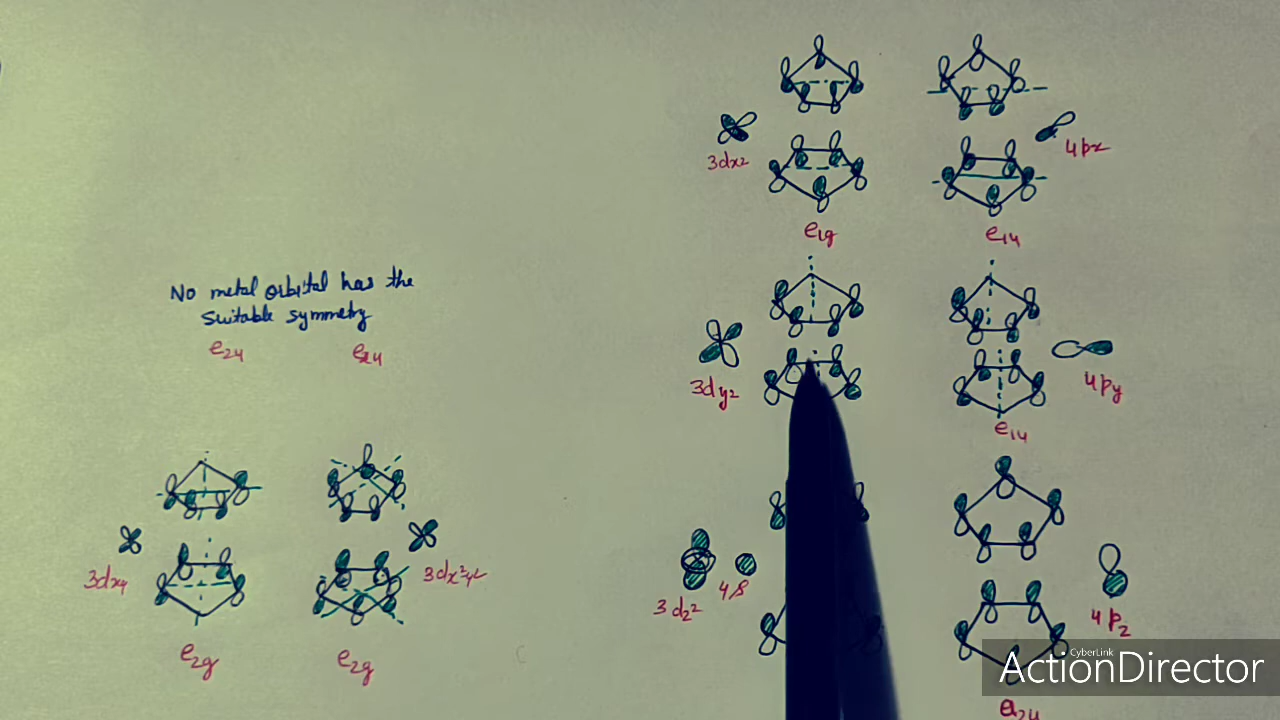 3dxz
4px
e1g
e1u
No metal orbital has the
suitable symmetry
e2u
e2u
3dyz
4py
e1u
3dxy
3dx²-y²
3dz²
4s
4pz
e2g
e2g
CyberLink
ActionDirector
a2u